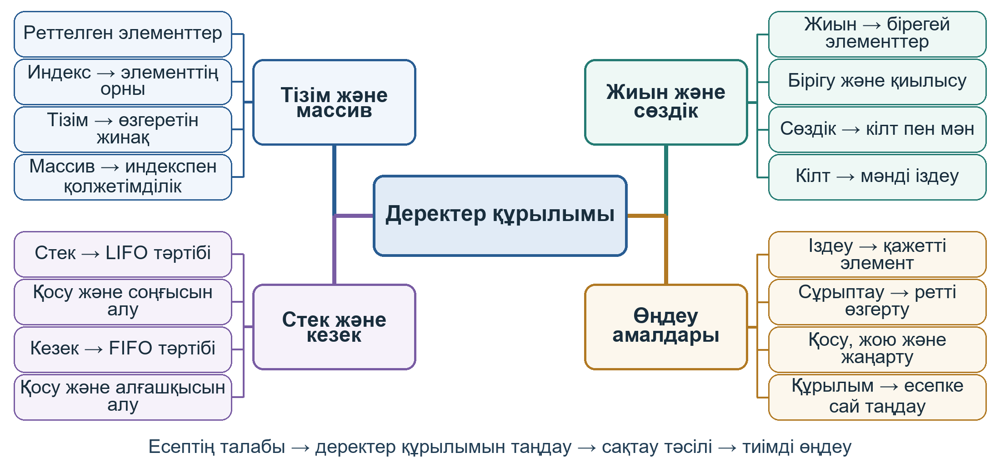 Реттелген элементтер
Индекс → элементтің
орны
Тізім → өзгеретін
жинақ
Массив → индекспен
қолжетімділік
Тізім және
массив
Жиын және
сөздік
Жиын → бірегей
элементтер
Бірігу және қиылысу
Сөздік → кілт пен мән
Кілт → мәнді іздеу
Деректер құрылымы
Стек → LIFO тәртібі
Қосу және соңғысын
алу
Кезек → FIFO тәртібі
Қосу және алғашқысын
алу
Стек және
кезек
Өңдеу
амалдары
Іздеу → қажетті
элемент
Сұрыптау → ретті
өзгерту
Қосу, жою және
жаңарту
Құрылым → есепке
сай таңдау
Есептің талабы → деректер құрылымын таңдау → сақтау тәсілі → тиімді өңдеу